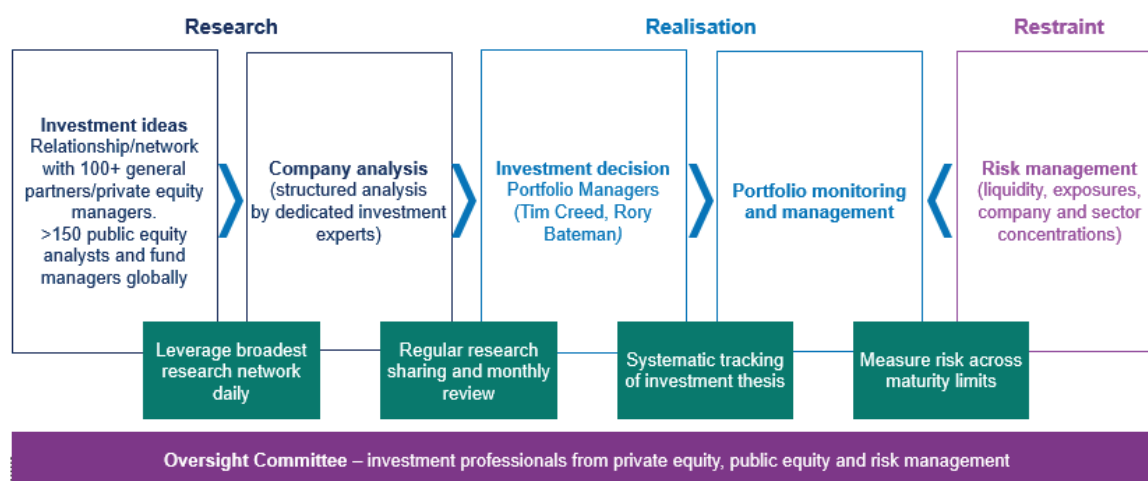 Research
Realisation
Restraint
Investment ideas
Relationship/network
with 100+ general
partners/private equity
managers.
>150 public equity
analysts and fund
managers globally
Company analysis
(structured analysis
by dedicated investment
experts)
Investment decision
Portfolio Managers
(Tim Creed, Rory
Bateman)
Portfolio monitoring
and management
Risk management
(liquidity, exposures,
company and sector
concentrations)
Leverage broadest
research network
daily
Regular research
sharing and monthly
review
Systematic tracking
of investment thesis
Measure risk across
maturity limits
Oversight Committee – investment professionals from private equity, public equity and risk management